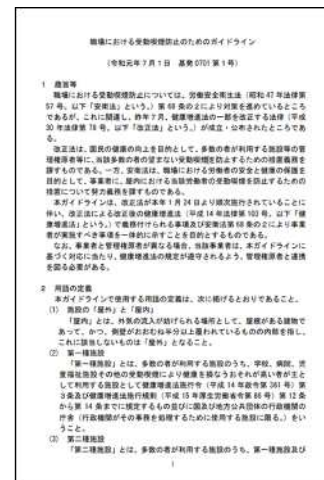 職場における受動喫煙防止のためのガイドライン
（令和元年７月１日　基発0701第１号）
１　趣旨等
職場における受動喫煙防止については、労働安全衛生法（昭和47年法律第
57号。以下「安衛法」という。）第68条の２により対策を進めているところ
であるが、これに関連し、昨年７月、健康増進法の一部を改正する法律（平成
30年法律第78号。以下「改正法」という。）が成立・公布されたところであ
る。
改正法は、国民の健康の向上を目的として、多数の者が利用する施設等の管
理権原者等に、当該多数の者の望まない受動喫煙を防止するための措置義務を
課すものである。一方、安衛法は、職場における労働者の安全と健康の保護を
目的として、事業者に、屋内における当該労働者の受動喫煙を防止するための
措置について努力義務を課すものである。
本ガイドラインは、改正法が本年１月24日より順次施行されていることに
伴い、改正法による改正後の健康増進法（平成14年法律第103号。以下「健
康増進法」という。）で義務付けられる事項及び安衛法第68条の２により事業
者が実施すべき事項を一体的に示すことを目的とするものである。
なお、事業者と管理権原者が異なる場合、当該事業者は、本ガイドラインに
基づく対応に当たり、健康増進法の規定が遵守されるよう、管理権原者と連携
を図る必要がある。
２　用語の定義
本ガイドラインで使用する用語の定義は、次に掲げるとおりであること。
(1)　施設の「屋外」と「屋内」
「屋内」とは、外気の流入が妨げられる場所として、屋根がある建物で
あって、かつ、側壁がおおむね半分以上覆われているものの内部を指し、
これに該当しないものは「屋外」となること。
(2)　第一種施設
「第一種施設」とは、多数の者が利用する施設のうち、学校、病院、児
童福祉施設その他の受動喫煙により健康を損なうおそれが高い者が主と
して利用する施設として健康増進法施行令（平成14年政令第361号）第
３条及び健康増進法施行規則（平成15年厚生労働省令第86号）第12条
から第14条までに規定するもの並びに国及び地方公共団体の行政機関の
庁舎（行政機関がその事務を処理するために使用する施設に限る。）をい
うこと。
(3)　第二種施設
「第二種施設」とは、多数の者が利用する施設のうち、第一種施設及び
1